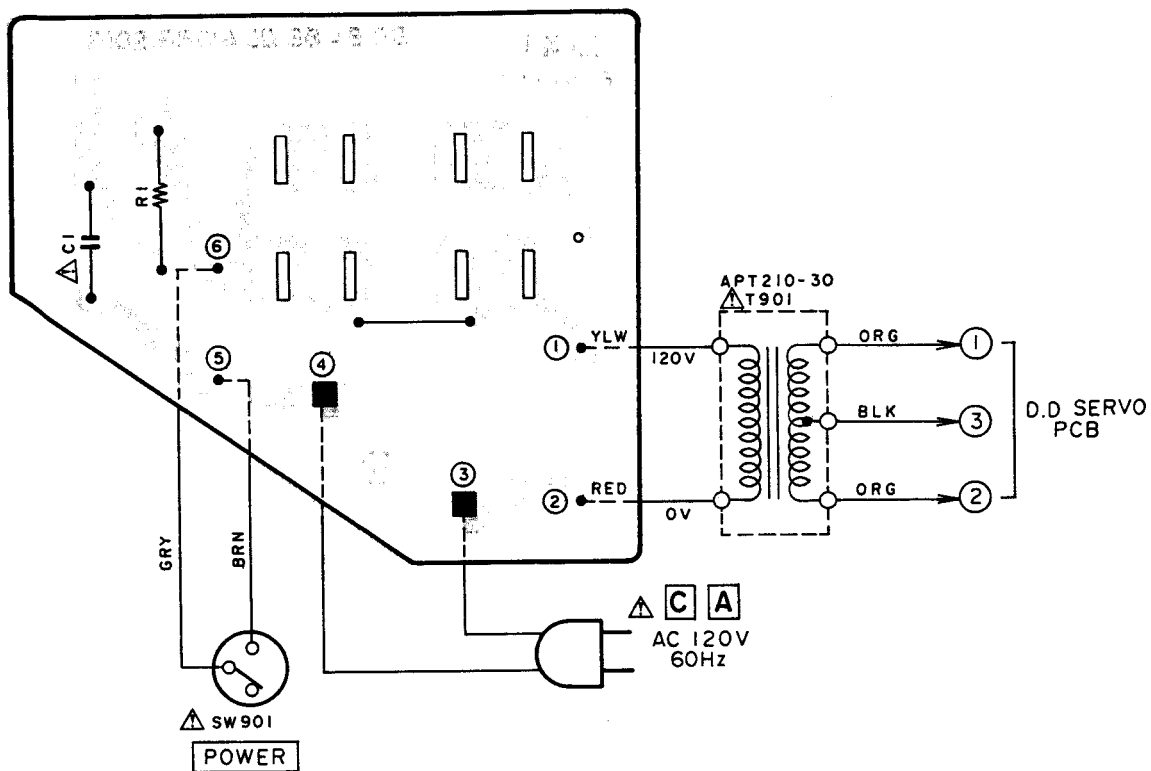 R1
C1
6
5
4
3
1
YLW
120V
2
RED
0V
GRY
BRN
APT210-30
T901
ORG
1
BLK
3
ORG
2
D.D SERVO
PCB
C A
AC 120V
60Hz
SW901
POWER